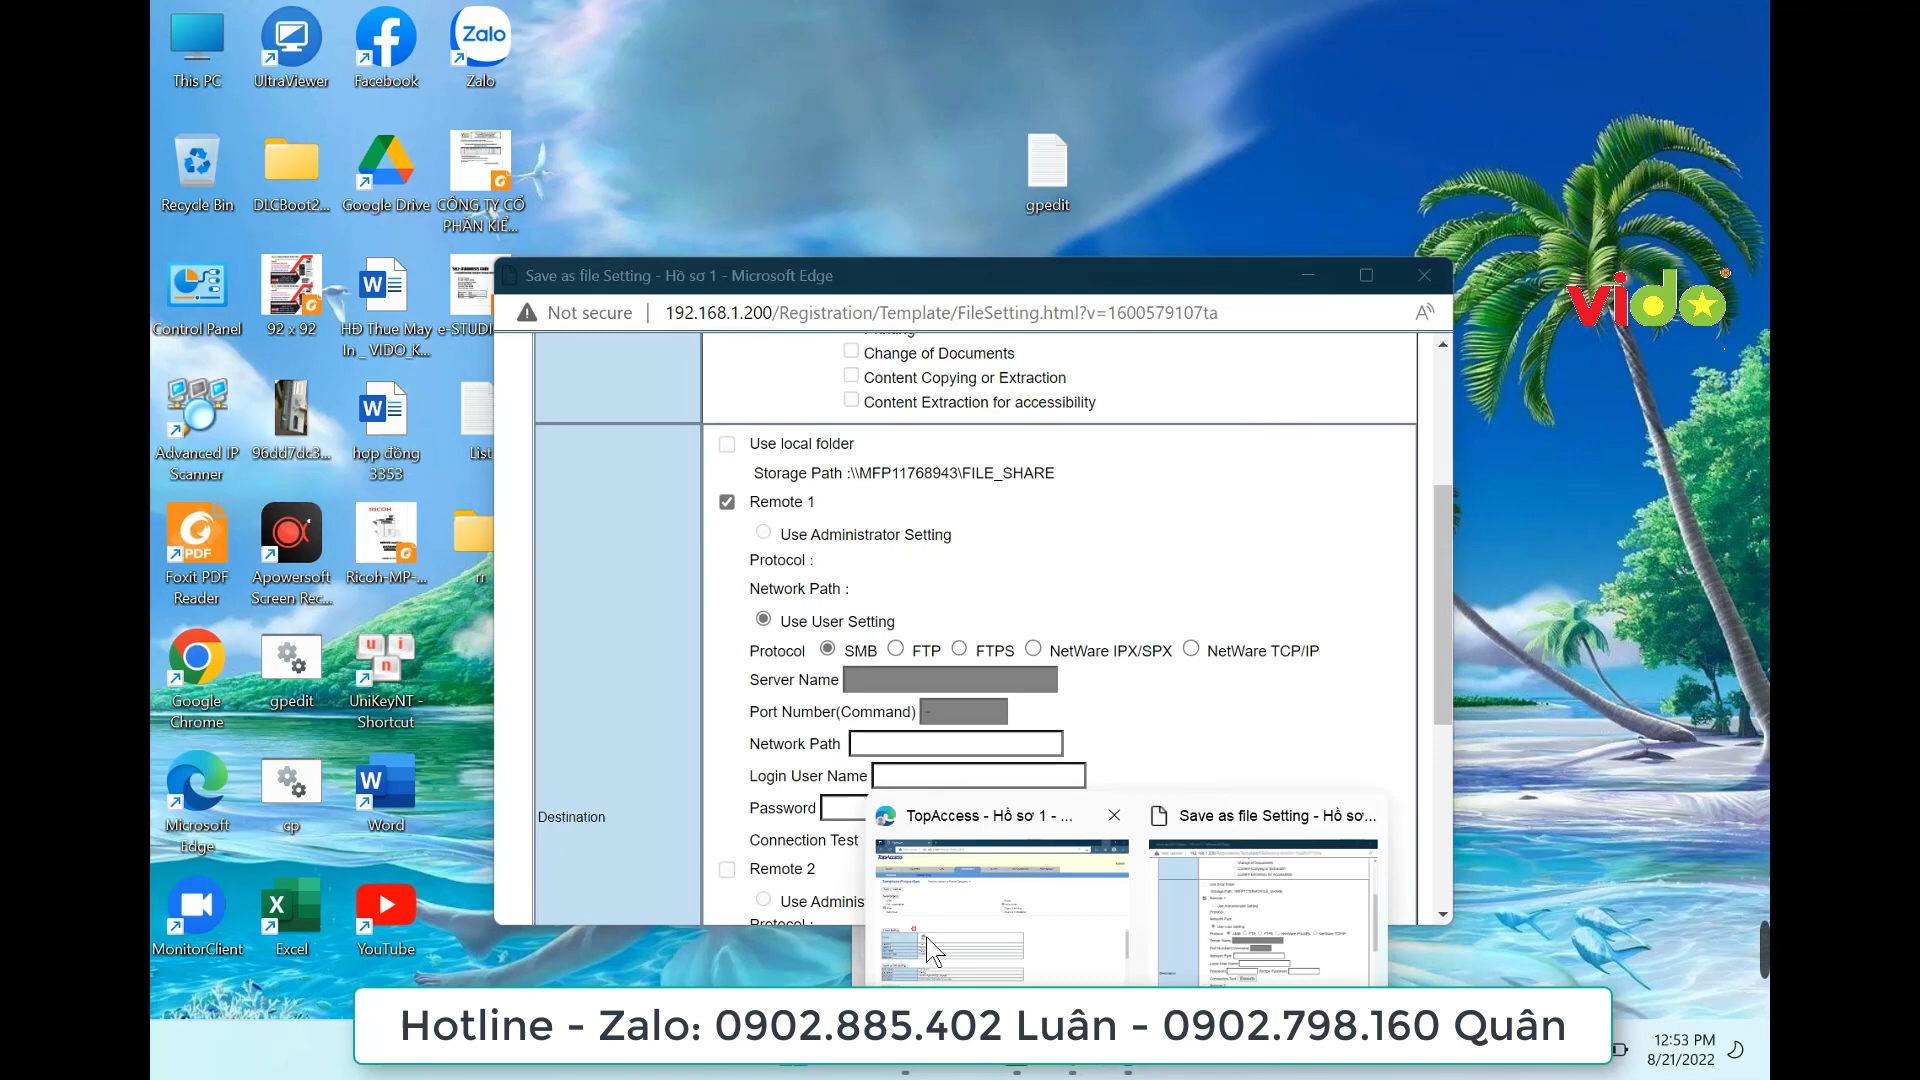 This PC
UltraViewer
Facebook
Zalo
Zalo
Recycle Bin
DLCBoot2...
Google Drive
CÔNG TY CỔ
PHẦN KIỂ...
gpedit
Control Panel
92 x 92
HĐ Thue May
In _ VIDO_K...
e-STUDI
Advanced IP
Scanner
96dd7dc3...
hợp đồng
3353
List
PDF
Foxit PDF
Reader
Apowersoft
Screen Rec...
RICOH
Ricoh-MP-...
rr
Google
Chrome
gpedit
u i n
UniKeyNT -
Shortcut
Microsoft
Edge
cp
Word
MonitorClient
Excel
YouTube
vido
Save as file Setting - Hồ sơ 1 - Microsoft Edge
Not secure | 192.168.1.200/Registration/Template/FileSetting.html?v=1600579107ta
Change of Documents
Content Copying or Extraction
Content Extraction for accessibility
Destination
Use local folder
Storage Path :\\MFP11768943\FILE_SHARE
Remote 1
Use Administrator Setting
Protocol :
Network Path :
Use User Setting
Protocol SMB FTP FTPS NetWare IPX/SPX NetWare TCP/IP
Server Name
Port Number(Command) -
Network Path
Login User Name
Password
Connection Test
Remote 2
Use Adminis
Protocol :
TopAccess - Hồ sơ 1 - ...
Save as file Setting - Hồ sơ...
Hotline - Zalo: 0902.885.402 Luân - 0902.798.160 Quân
12:53 PM
8/21/2022